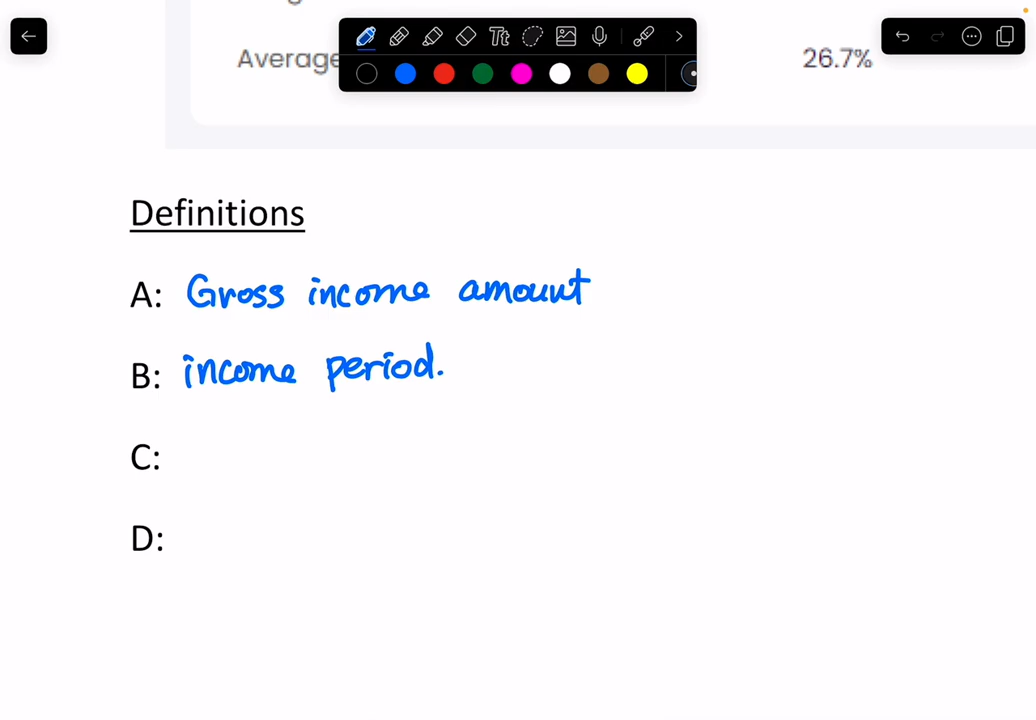 Average
26.7%
Definitions
A: Gross income amount
B: income period.
C:
D: